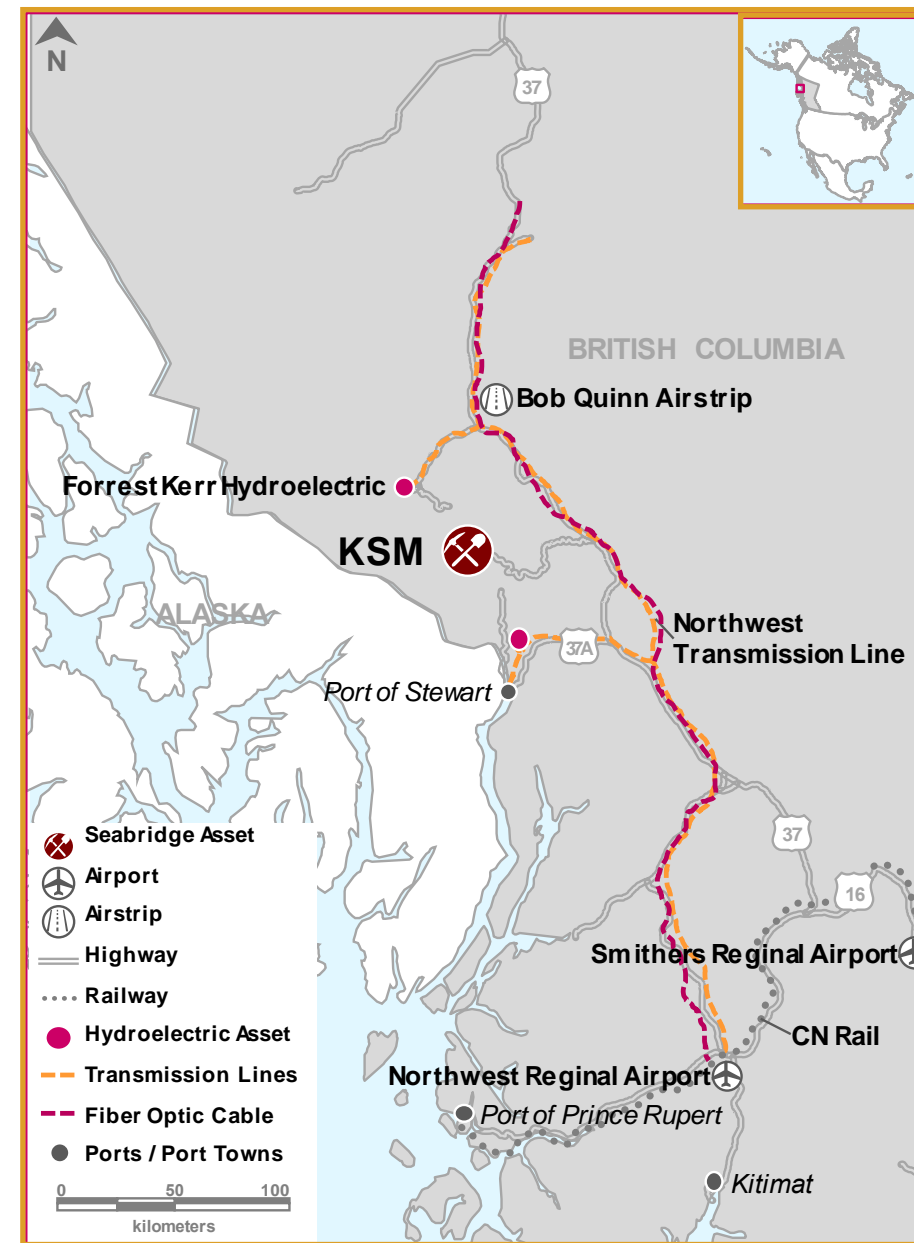 N
37
BRITISH COLUMBIA
Bob Quinn Airstrip
Forrest Kerr Hydroelectric
KSM
ALASKA
Northwest
Transmission Line
37A
Port of Stewart
37
16
Smithers Reginal Airport
CN Rail
Northwest Reginal Airport
Port of Prince Rupert
Kitimat
Seabridge Asset
Airport
Airstrip
Highway
Railway
Hydroelectric Asset
Transmission Lines
Fiber Optic Cable
Ports / Port Towns
0 50 100
kilometers